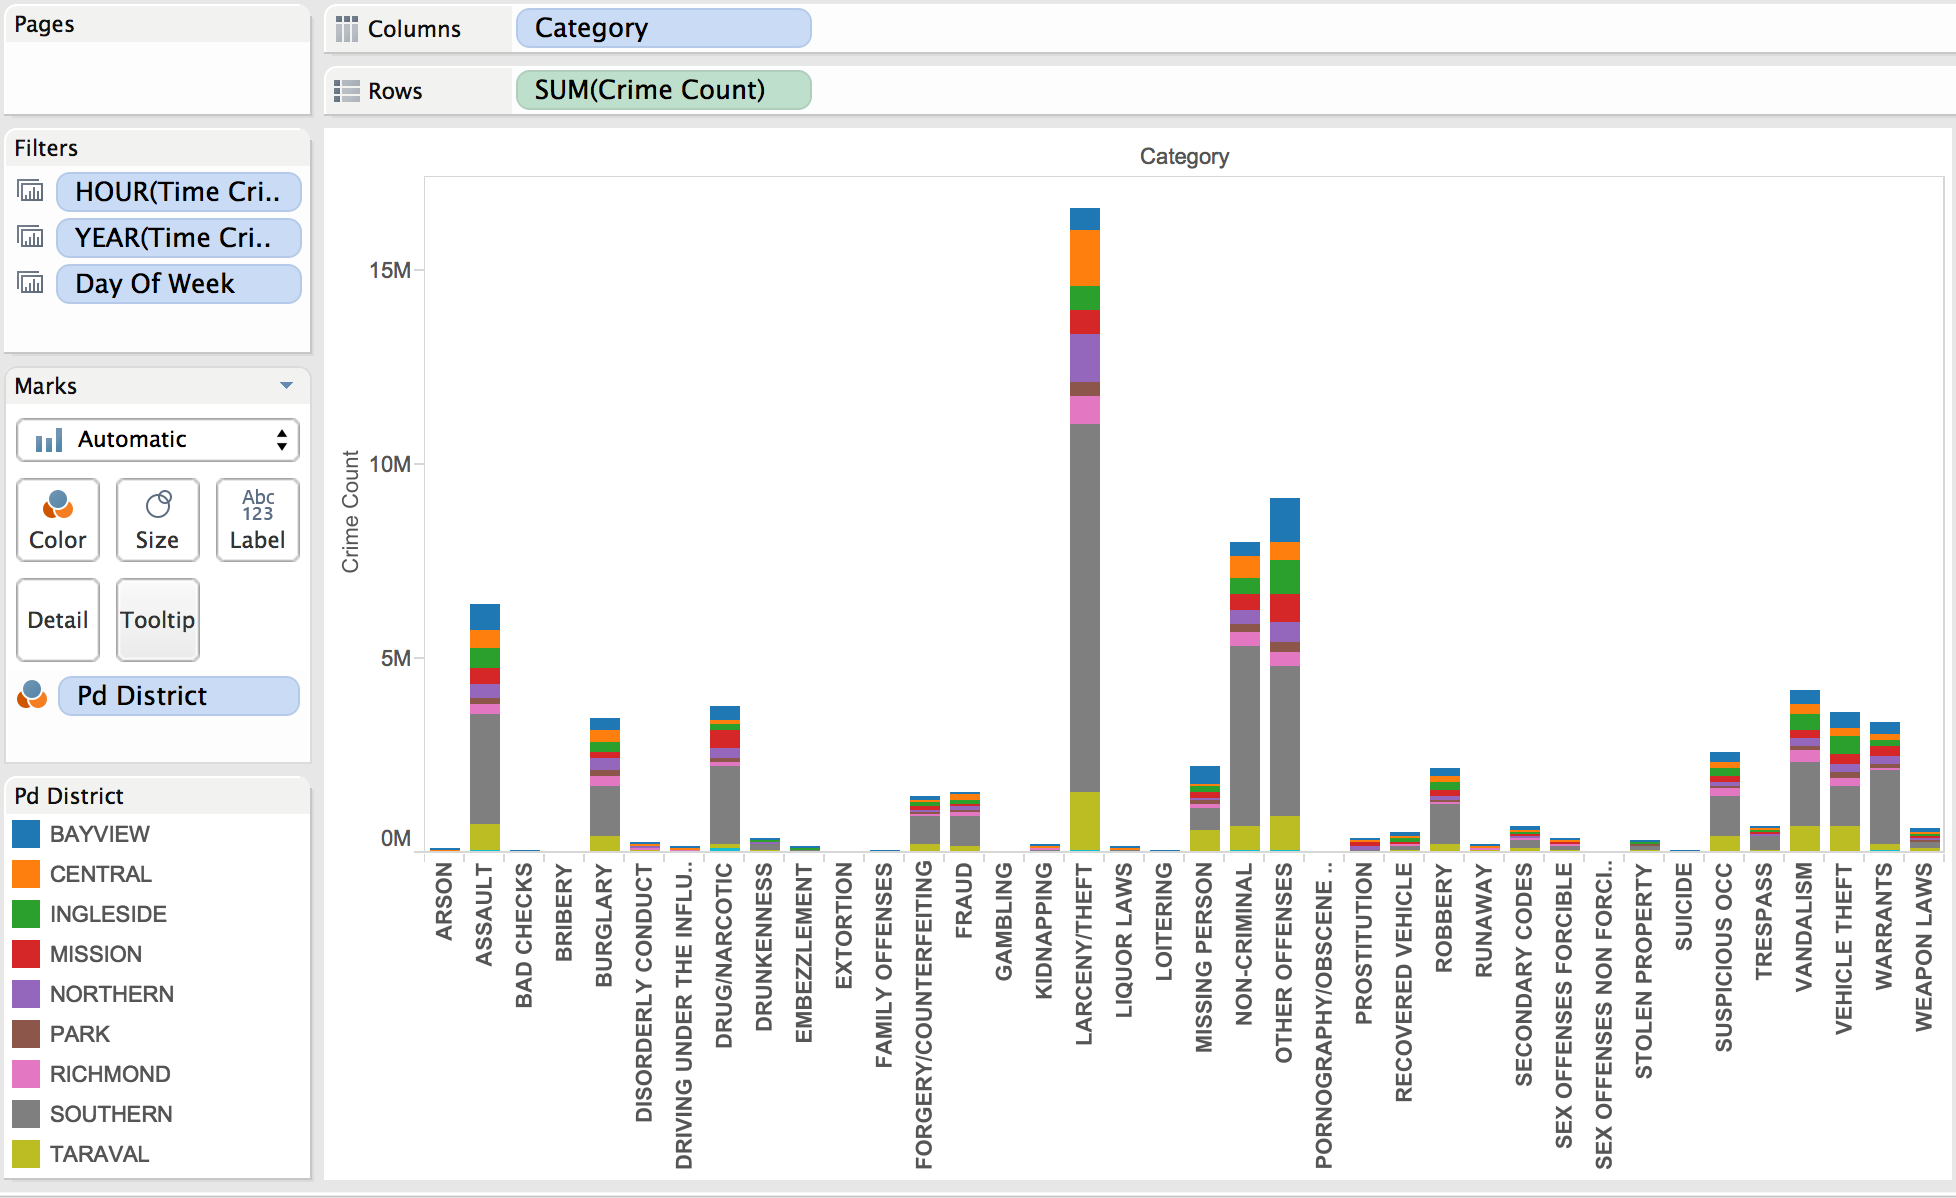 Pages
Columns
Category
Rows
SUM(Crime Count)
Filters
HOUR(Time Cri..
YEAR(Time Cri..
Day Of Week
Marks
Automatic
Color
Size
Abc
123
Label
Detail
Tooltip
Pd District
Pd District
BAYVIEW
CENTRAL
INGLESIDE
MISSION
NORTHERN
PARK
RICHMOND
SOUTHERN
TARAVAL
Category
Crime Count
15M
10M
5M
0M
ARSON
ASSAULT
BAD CHECKS
BRIBERY
BURGLARY
DISORDERLY CONDUCT
DRIVING UNDER THE INFLU..
DRUG/NARCOTIC
DRUNKENNESS
EMBEZZLEMENT
EXTORTION
FAMILY OFFENSES
FORGERY/COUNTERFEITING
FRAUD
GAMBLING
KIDNAPPING
LARCENY/THEFT
LIQUOR LAWS
LOITERING
MISSING PERSON
NON-CRIMINAL
OTHER OFFENSES
PORNOGRAPHY/OBSCENE ..
PROSTITUTION
RECOVERED VEHICLE
ROBBERY
RUNAWAY
SECONDARY CODES
SEX OFFENSES FORCIBLE
SEX OFFENSES NON FORCI..
STOLEN PROPERTY
SUICIDE
SUSPICIOUS OCC
TRESPASS
VANDALISM
VEHICLE THEFT
WARRANTS
WEAPON LAWS